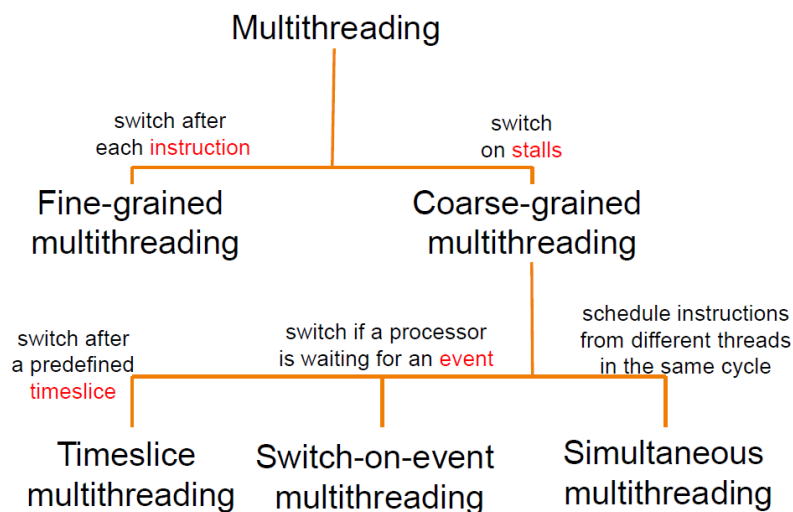 Multithreading
switch after
each instruction
switch
on stalls
Fine-grained
multithreading
Coarse-grained
multithreading
switch after
a predefined
timeslice
switch if a processor
is waiting for an event
schedule instructions
from different threads
in the same cycle
Timeslice
multithreading
Switch-on-event
multithreading
Simultaneous
multithreading